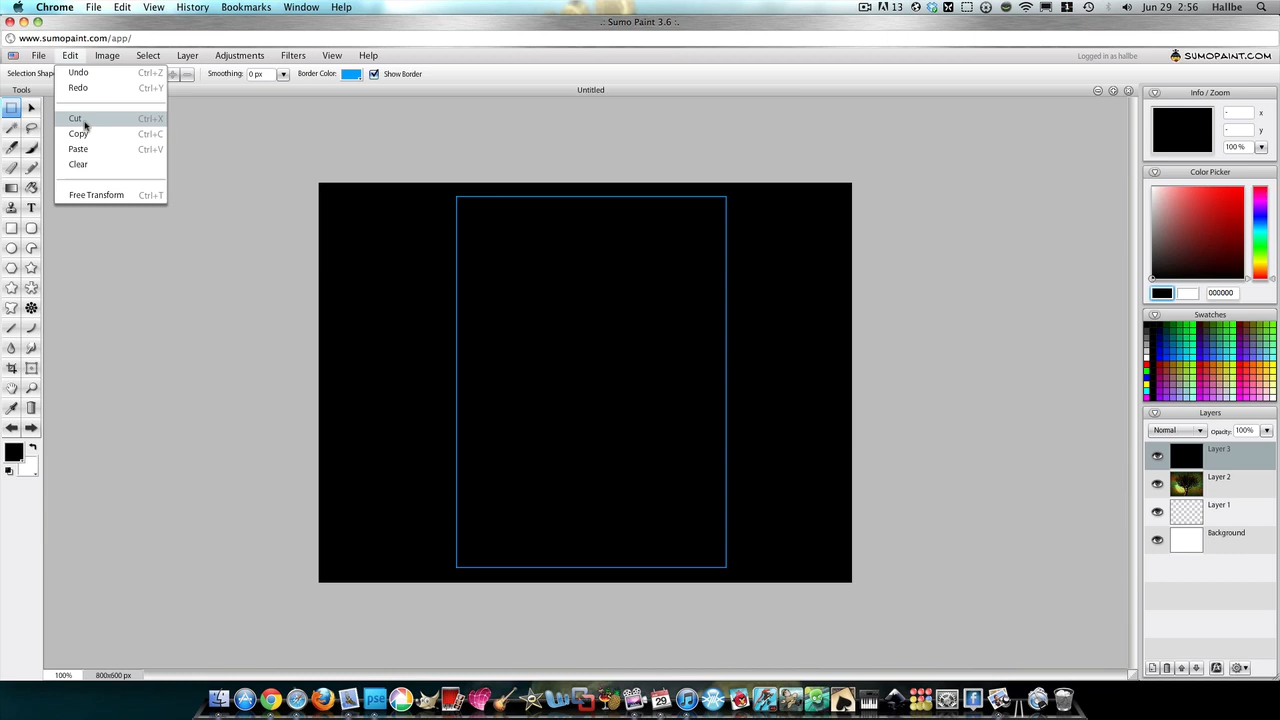 Chrome File Edit View History Bookmarks Window Help 13 1 Jun 29 2:56 Hallbe
.: Sumo Paint 3.6 :.
www.sumopaint.com/app/
File Edit Image Select Layer Adjustments Filters View Help Logged in as hallbe SUMOPAINT.COM
Selection Shap Smoothing: 0 px Border Color: Show Border
Tools Untitled Info / Zoom
Undo Ctrl+Z
Redo Ctrl+Y
Cut Ctrl+X
Copy Ctrl+C
Paste Ctrl+V
Clear
Free Transform Ctrl+T
- x
- y
100 %
Color Picker
000000
Swatches
Layers
Normal Opacity: 100%
Layer 3
Layer 2
Layer 1
Background
T
100% 800x600 px